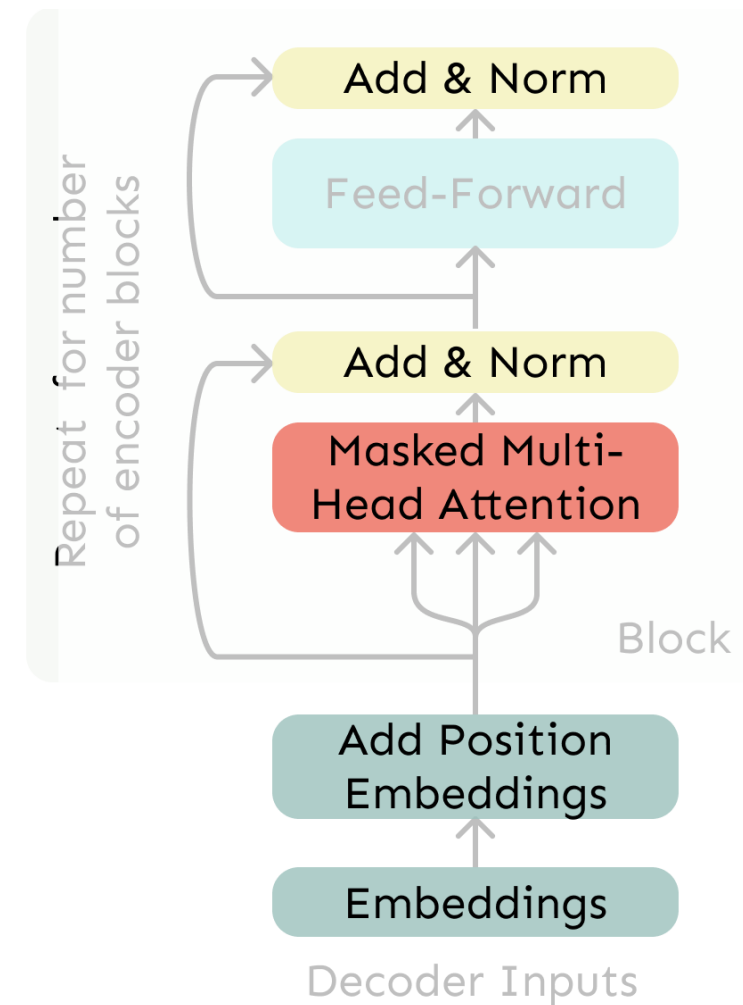 Add & Norm
Feed-Forward
Repeat for number
of encoder blocks
Add & Norm
Masked Multi-
Head Attention
Block
Add Position
Embeddings
Embeddings
Decoder Inputs